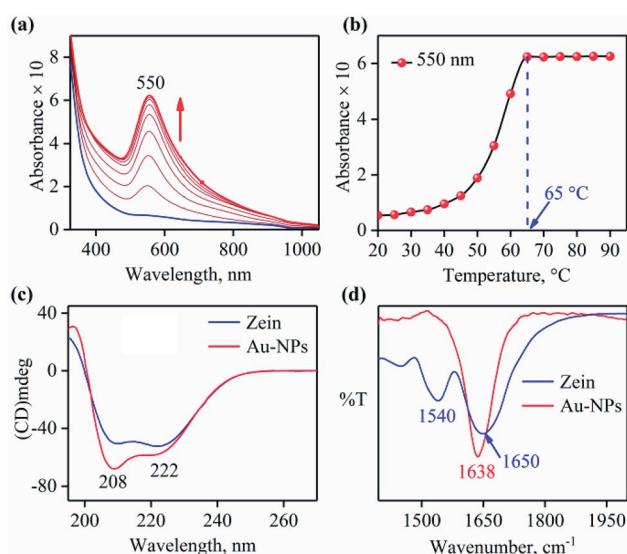 (a)
8
6
4
2
0
Absorbance × 10
550
400
600
800
1000
Wavelength, nm
(b)
8
6
4
2
0
Absorbance × 10
550 nm
65 °C
20
30
40
50
60
70
80
90
Temperature, °C
(c)
40
0
-40
-80
(CD)mdeg
Zein
Au-NPs
208
222
200
220
240
260
Wavelength, nm
(d)
%T
Zein
Au-NPs
1540
1650
1638
1500
1650
1800
1950
Wavenumber, cm⁻¹